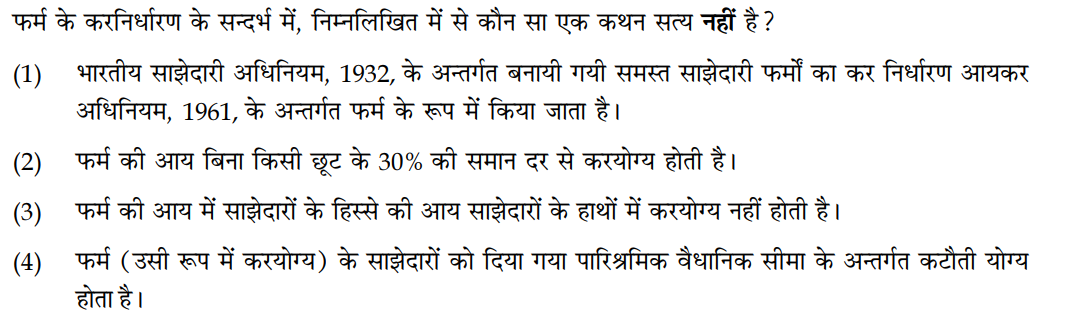 फर्म के करनिर्धारण के सन्दर्भ में, निम्नलिखित में से कौन सा एक कथन सत्य नहीं है ?
(1) भारतीय साझेदारी अधिनियम, 1932, के अन्तर्गत बनायी गयी समस्त साझेदारी फर्मों का कर निर्धारण आयकर
अधिनियम, 1961, के अन्तर्गत फर्म के रूप में किया जाता है।
(2) फर्म की आय बिना किसी छूट के 30% की समान दर से करयोग्य होती है।
(3) फर्म की आय में साझेदारों के हिस्से की आय साझेदारों के हाथों में करयोग्य नहीं होती है।
(4) फर्म (उसी रूप में करयोग्य) के साझेदारों को दिया गया पारिश्रमिक वैधानिक सीमा के अन्तर्गत कटौती योग्य
होता है।